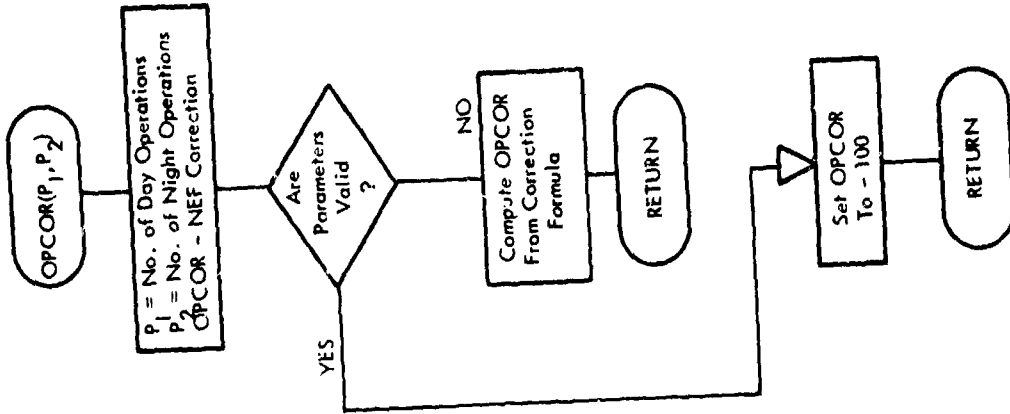 OPCOR(P1, P2)
P1 = No. of Day Operations
P2 = No. of Night Operations
OPCOR - NEF Correction
Are
Parameters
Valid
?
YES
NO
Compute OPCOR
From Correction
Formula
RETURN
Set OPCOR
To - 100
RETURN